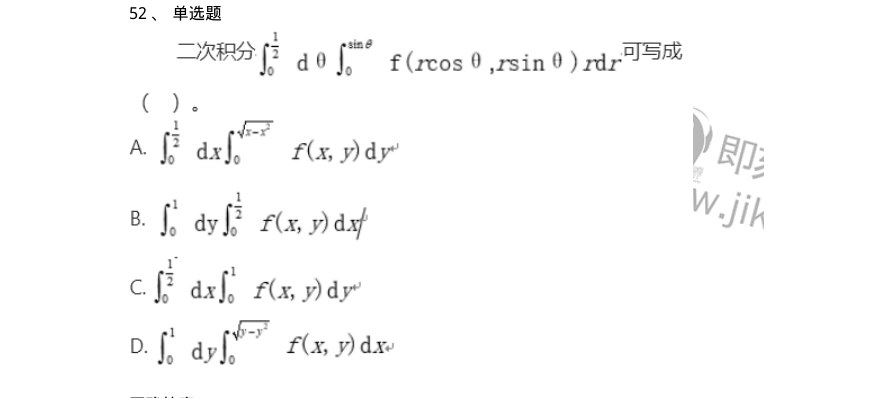 52 、 单选题
二次积分 ∫₀^(1/2) dθ ∫₀^(sinθ) f(rcosθ,rsinθ)rdr 可写成
( )。
A. ∫₀^(1/2) dx∫₀^(√(x-x²)) f(x, y)dy
B. ∫₀^1 dy∫₀^(1/2) f(x, y)dx
C. ∫₀^(1/2) dx∫₀^1 f(x, y)dy
D. ∫₀^1 dy∫₀^(√(y-y²)) f(x, y)dx
w.jik